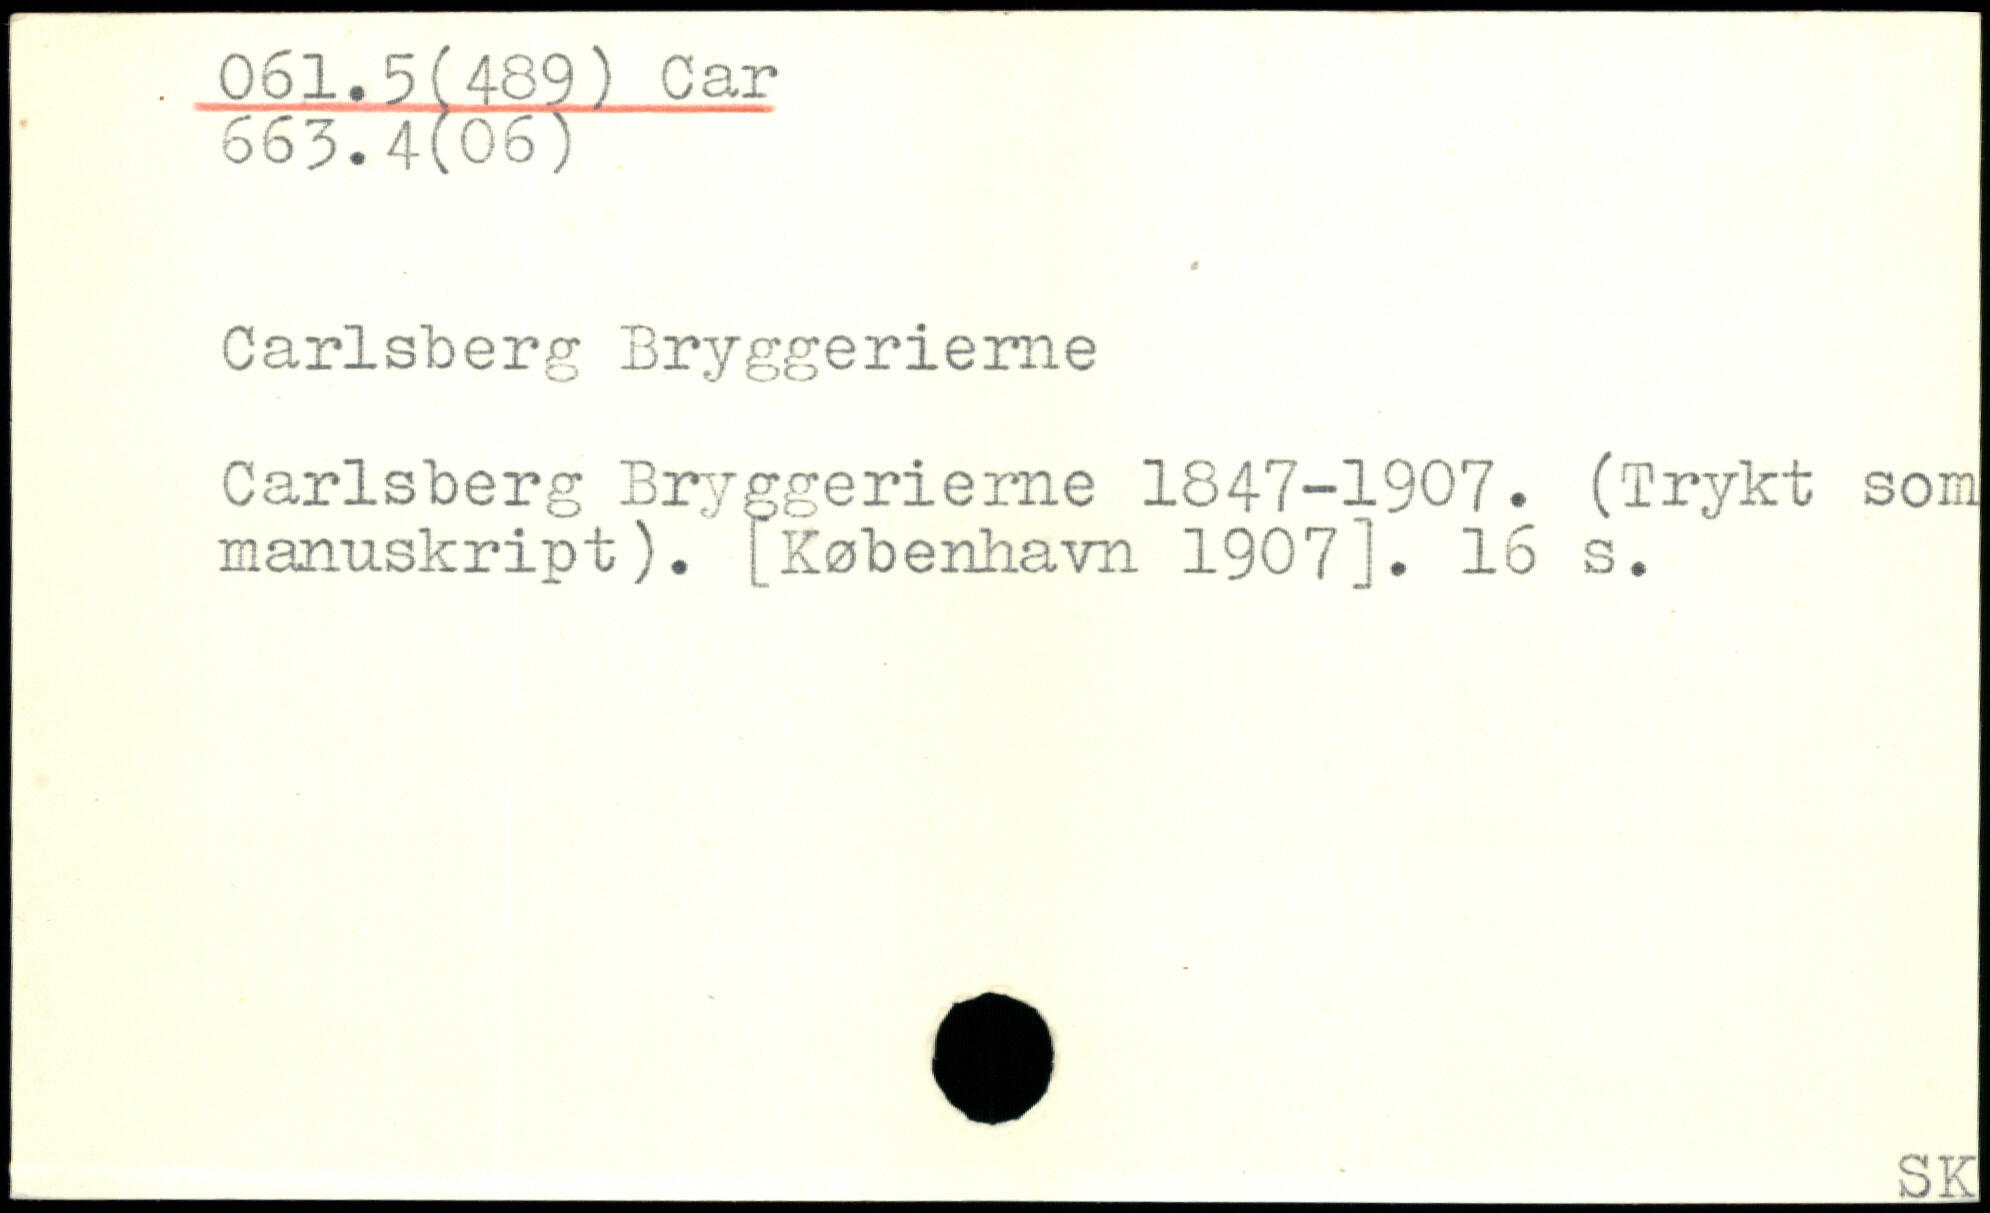 061.5(489) Car
663.4(06)
Carlsberg Bryggerierne
Carlsberg Bryggerierne 1847-1907. (Trykt som
manuskript). [København 1907]. 16 s.
SK